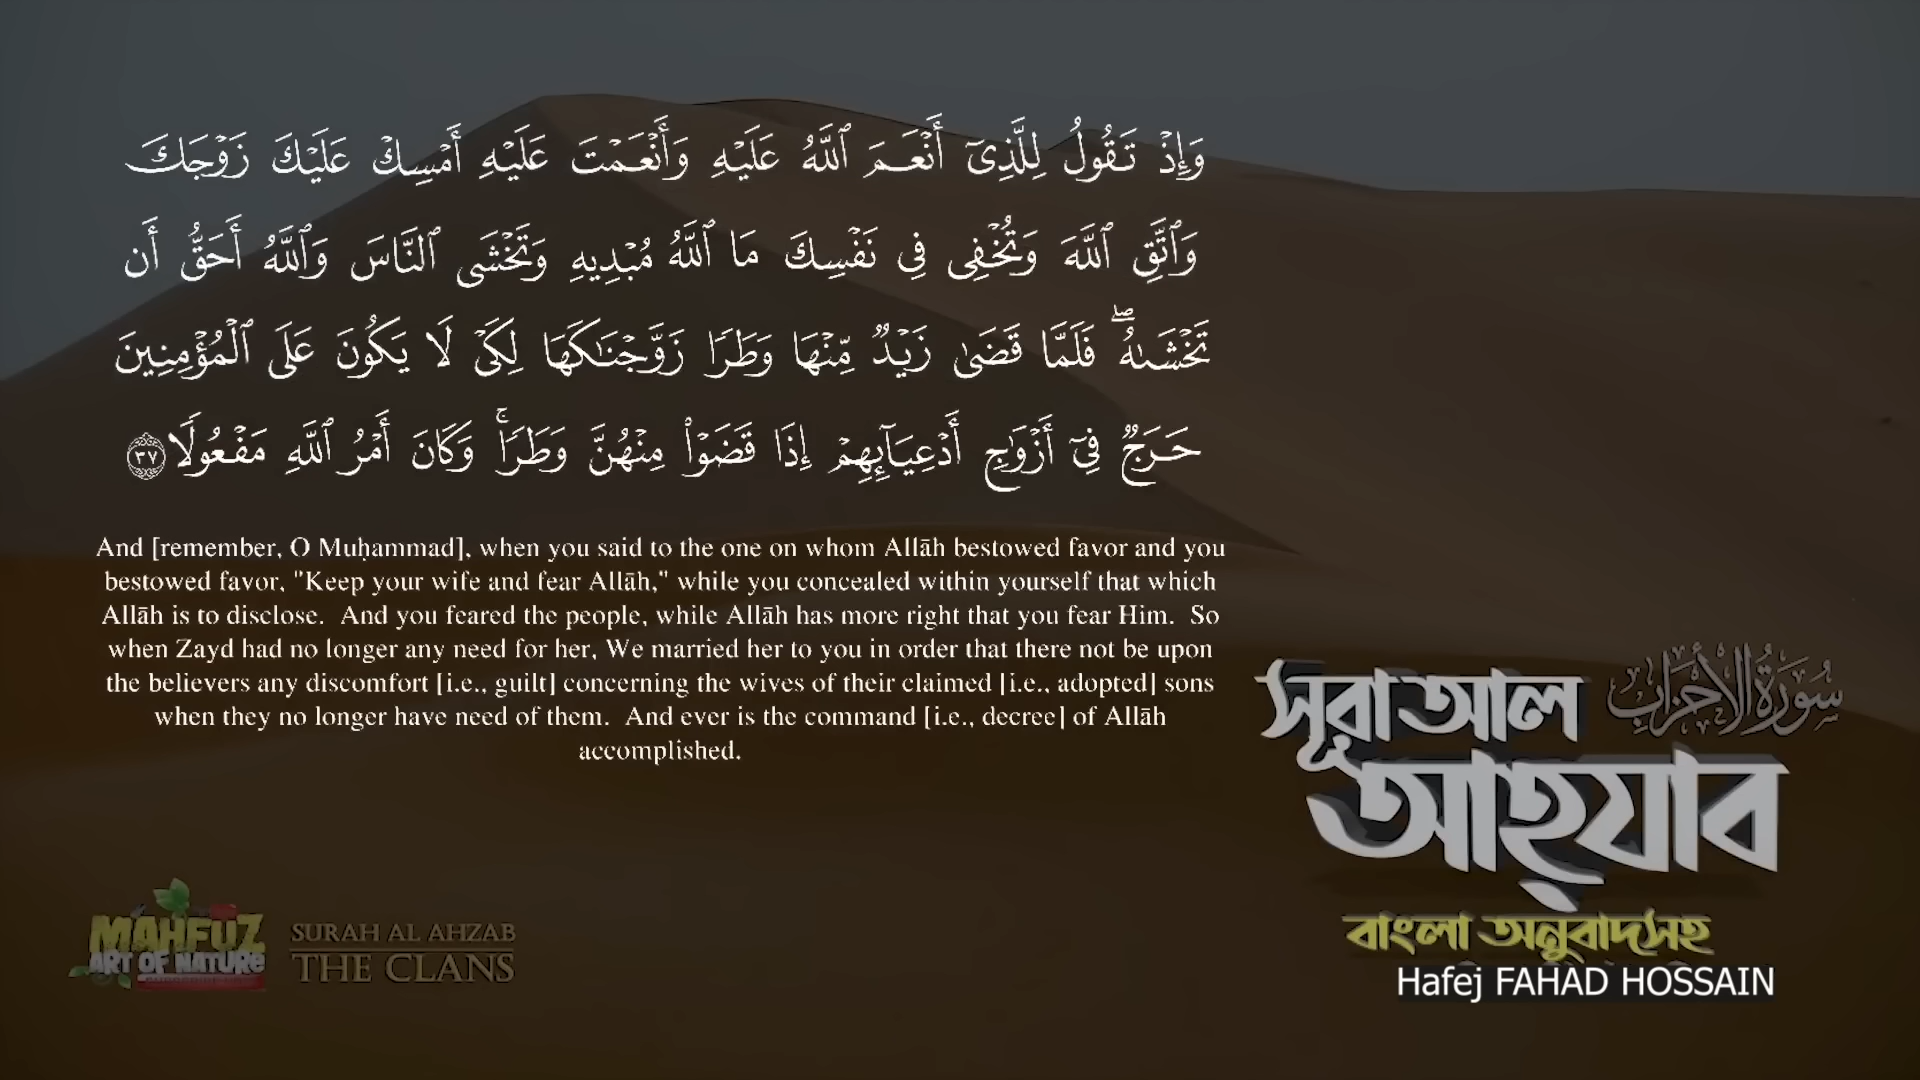 وَإِذْ تَقُولُ لِلَّذِىٓ أَنْعَمَ ٱللَّهُ عَلَيْهِ وَأَنْعَمْتَ عَلَيْهِ أَمْسِكْ عَلَيْكَ زَوْجَكَ
وَٱتَّقِ ٱللَّهَ وَتُخْفِى فِى نَفْسِكَ مَا ٱللَّهُ مُبْدِيهِ وَتَخْشَى ٱلنَّاسَ وَٱللَّهُ أَحَقُّ أَن
تَخْشَىٰهُ ۖ فَلَمَّا قَضَىٰ زَيْدٌ مِّنْهَا وَطَرًا زَوَّجْنَـٰكَهَا لِكَىْ لَا يَكُونَ عَلَى ٱلْمُؤْمِنِينَ
حَرَجٌ فِىٓ أَزْوَٰجِ أَدْعِيَآئِهِمْ إِذَا قَضَوْا۟ مِنْهُنَّ وَطَرًا ۚ وَكَانَ أَمْرُ ٱللَّهِ مَفْعُولًا ٣٧
And [remember, O Muḥammad], when you said to the one on whom Allāh bestowed favor and you
bestowed favor, "Keep your wife and fear Allāh," while you concealed within yourself that which
Allāh is to disclose. And you feared the people, while Allāh has more right that you fear Him. So
when Zayd had no longer any need for her, We married her to you in order that there not be upon
the believers any discomfort [i.e., guilt] concerning the wives of their claimed [i.e., adopted] sons
when they no longer have need of them. And ever is the command [i.e., decree] of Allāh
accomplished.
সূরা আল
سُورَةُ الأَحْزَابِ
আহ্যাব
বাংলা অনুবাদসহ
Hafej FAHAD HOSSAIN
MAHFUZ
ART OF NATURE
SURAH AL AHZAB
THE CLANS